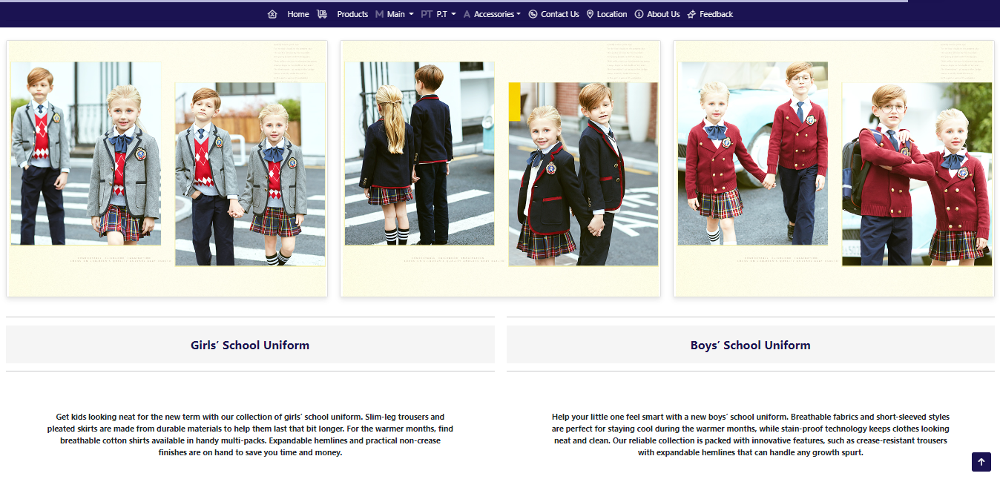 Home Products M Main PT P.T A Accessories Contact Us Location About Us Feedback
Girls´ School Uniform
Boys´ School Uniform
Get kids looking neat for the new term with our collection of girls´ school uniform. Slim-leg trousers and
pleated skirts are made from durable materials to help them last that bit longer. For the warmer months, find
breathable cotton shirts available in handy multi-packs. Expandable hemlines and practical non-crease
finishes are on hand to save you time and money.
Help your little one feel smart with a new boys´ school uniform. Breathable fabrics and short-sleeved styles
are perfect for staying cool during the warmer months, while stain-proof technology keeps clothes looking
neat and clean. Our reliable collection is packed with innovative features, such as crease-resistant trousers
with expandable hemlines that can handle any growth spurt.